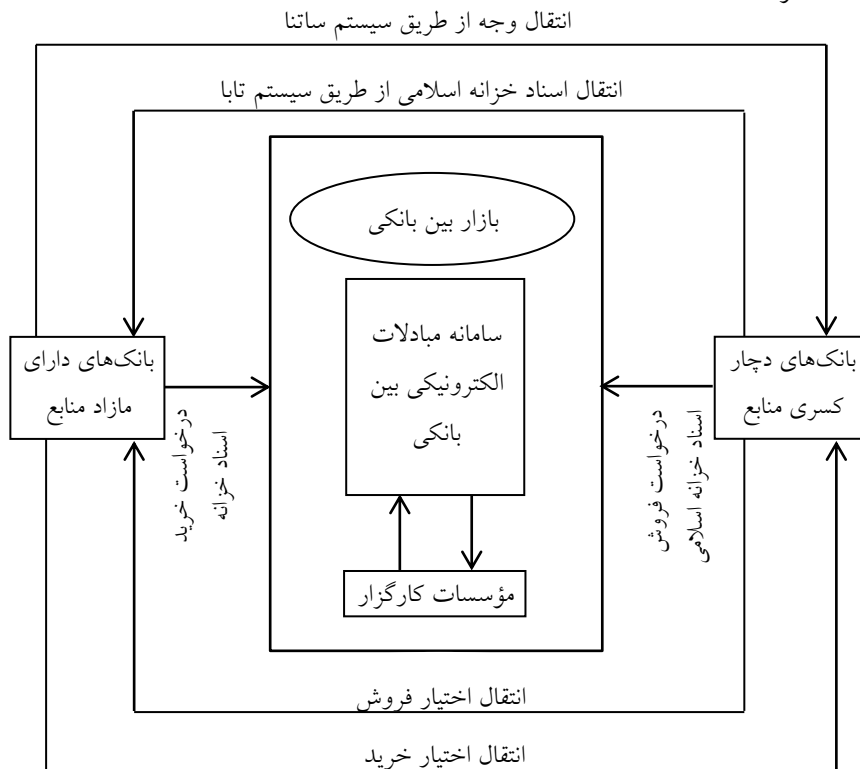 انتقال وجه از طریق سیستم ساتنا
انتقال اسناد خزانه اسلامی از طریق سیستم تابا
بازار بین بانکی
سامانه مبادلات
الکترونیکی بین
بانکی
بانک‌های دچار
کسری منابع
بانک‌های دارای
مازاد منابع
درخواست فروش
اسناد خزانه اسلامی
درخواست خرید
اسناد خزانه
مؤسسات کارگزار
انتقال اختیار فروش
انتقال اختیار خرید